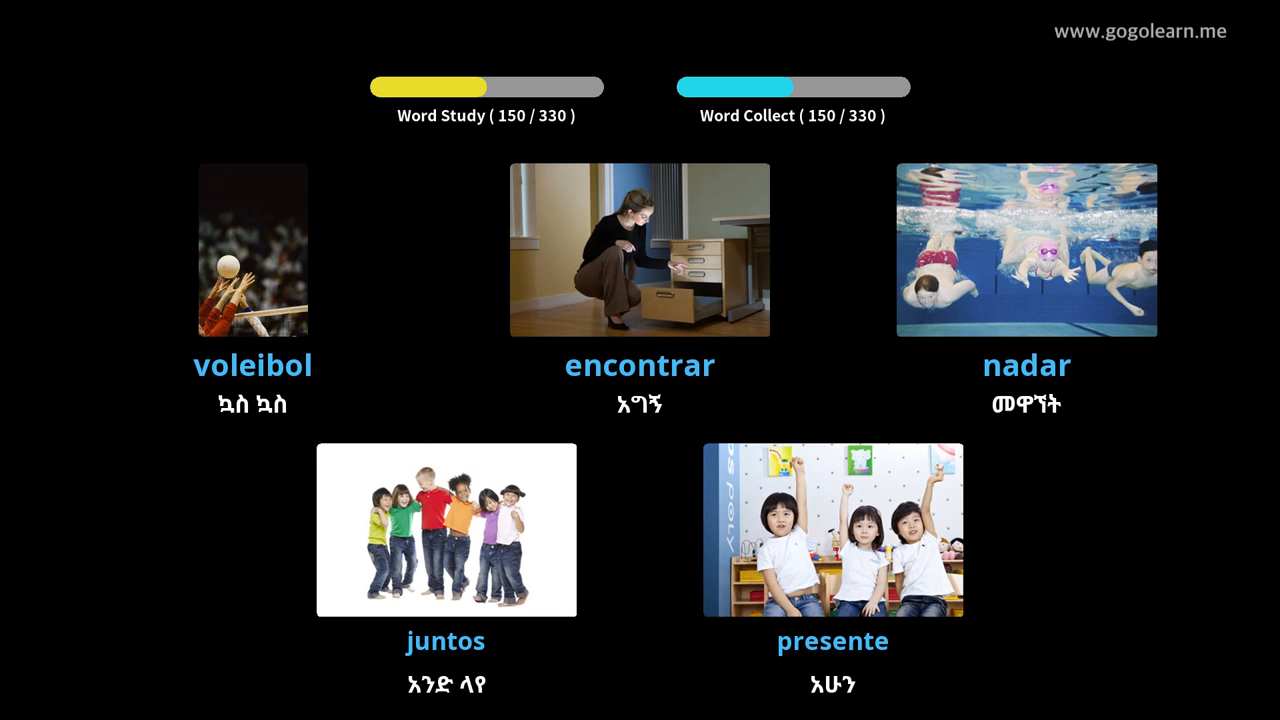 www.gogolearn.me
Word Study ( 150 / 330 )
Word Collect ( 150 / 330 )
voleibol
ኳስ ኳስ
encontrar
አግኝ
nadar
መዋኘት
juntos
አንድ ላየ
presente
አሁን